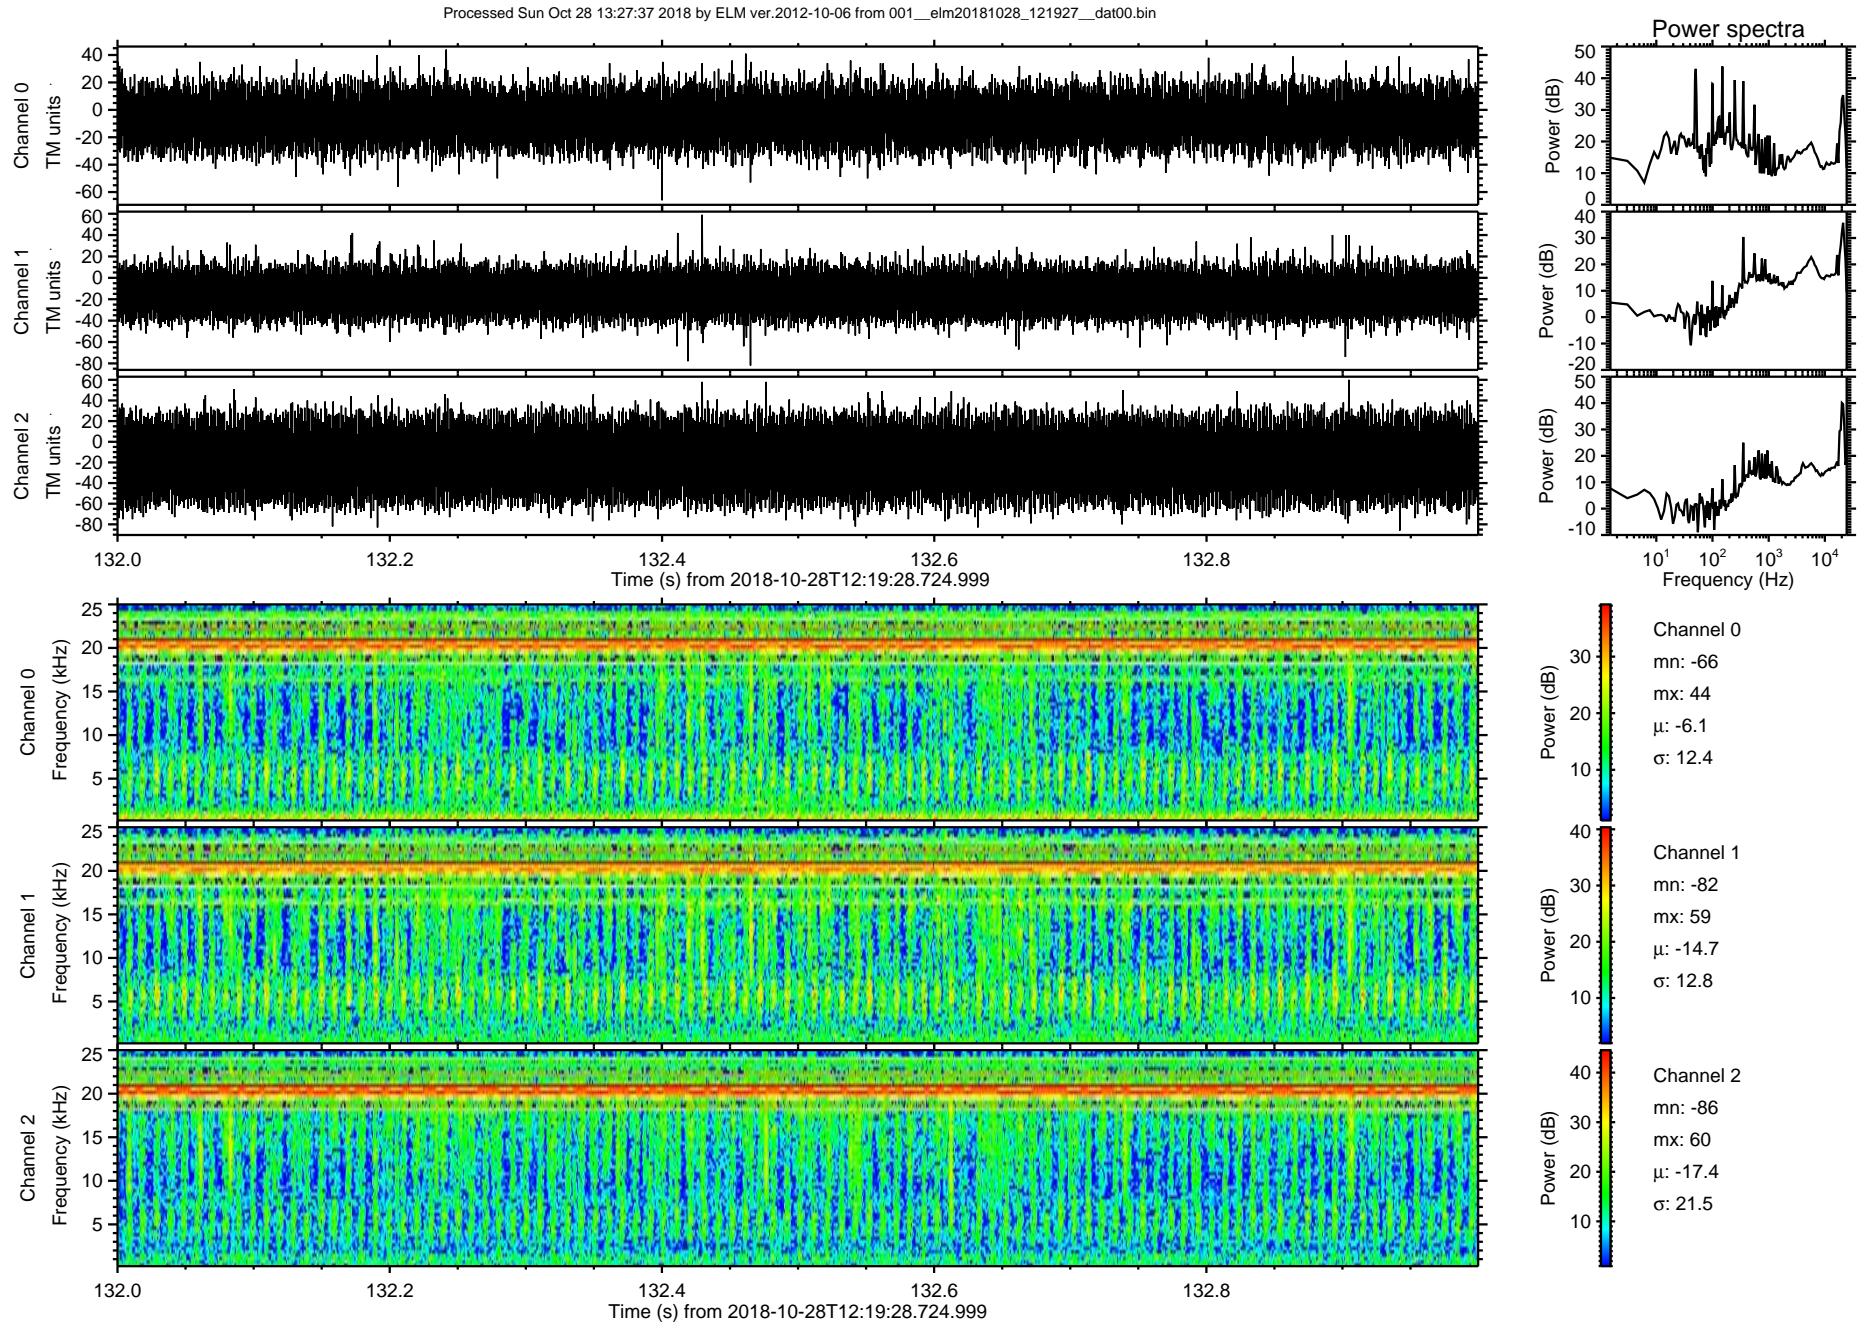 Processed Sun Oct 28 13:27:37 2018 by ELM ver.2012-10-06 from 001__elm20181028_121927__dat00.bin
Power spectra
Channel 0
TM units
40
20
0
-20
-40
-60
Power (dB)
50
40
30
20
10
0
Channel 1
TM units
60
40
20
0
-20
-40
-60
-80
Power (dB)
40
30
20
10
0
-10
-20
Channel 2
TM units
60
40
20
0
-20
-40
-60
-80
Power (dB)
50
40
30
20
10
0
-10
132.0 132.2 132.4 132.6 132.8
Time (s) from 2018-10-28T12:19:28.724.999
10¹ 10² 10³ 10⁴
Frequency (Hz)
Channel 0
Frequency (kHz)
25
20
15
10
5
Power (dB)
30
20
10
Channel 0
mn: -66
mx: 44
μ: -6.1
σ: 12.4
Channel 1
Frequency (kHz)
25
20
15
10
5
Power (dB)
40
30
20
10
Channel 1
mn: -82
mx: 59
μ: -14.7
σ: 12.8
Channel 2
Frequency (kHz)
25
20
15
10
5
Power (dB)
40
30
20
10
Channel 2
mn: -86
mx: 60
μ: -17.4
σ: 21.5
132.0 132.2 132.4 132.6 132.8
Time (s) from 2018-10-28T12:19:28.724.999